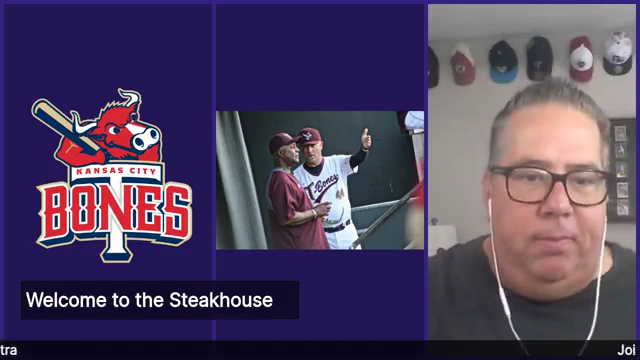 KANSAS CITY
T BONES
T-Bones
Welcome to the Steakhouse
tra
Joi